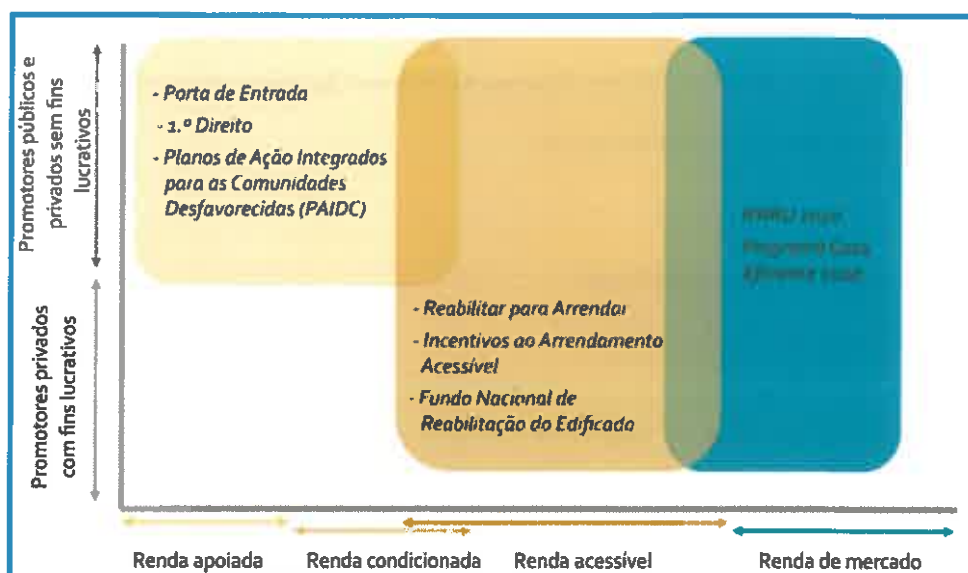 Promotores públicos e
privados sem fins
lucrativos
- Porta de Entrada
- 1.º Direito
- Planos de Ação Integrados
para as Comunidades
Desfavorecidas (PAIDC)
Promotores privados
com fins lucrativos
- Reabilitar para Arrendar
- Incentivos ao Arrendamento
Acessível
- Fundo Nacional de
Reabilitação do Edificado
Renda apoiada
Renda condicionada
Renda acessível
Renda de mercado